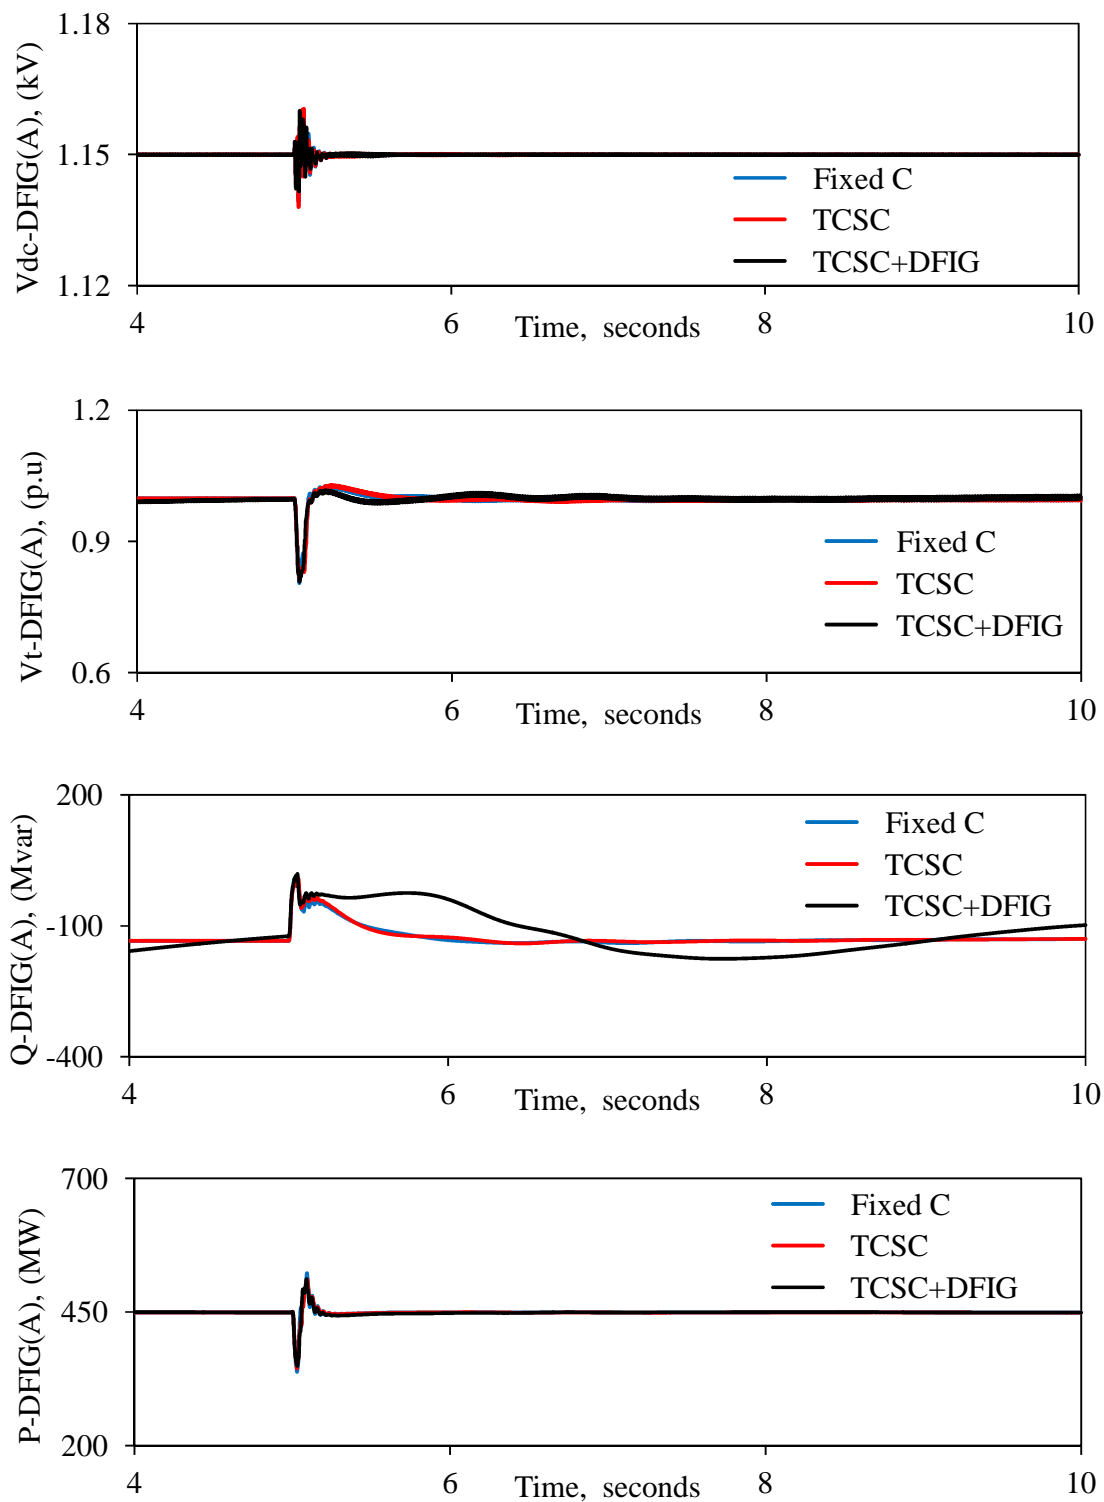 1.18
1.15
1.12
Vdc-DFIG(A), (kV)
Fixed C
TCSC
TCSC+DFIG
4
6
8
10
Time, seconds
1.2
0.9
0.6
Vt-DFIG(A), (p.u)
Fixed C
TCSC
TCSC+DFIG
4
6
8
10
Time, seconds
200
-100
-400
Q-DFIG(A), (Mvar)
Fixed C
TCSC
TCSC+DFIG
4
6
8
10
Time, seconds
700
450
200
P-DFIG(A), (MW)
Fixed C
TCSC
TCSC+DFIG
4
6
8
10
Time, seconds